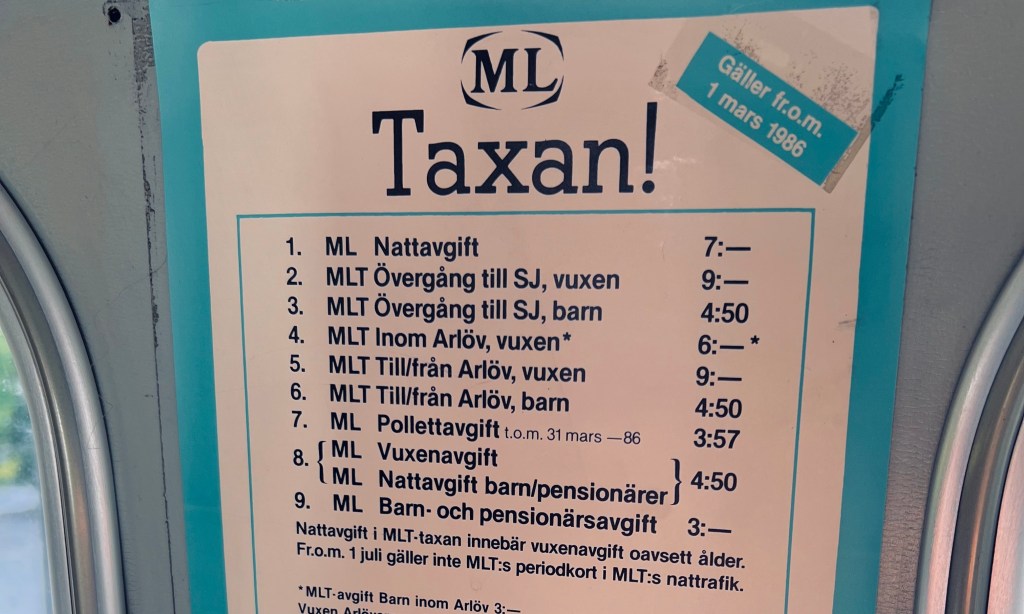 ML
Gäller fr.o.m.
1 mars 1986
Taxan!
1. ML Nattavgift 7:—
2. MLT Övergång till SJ, vuxen 9:—
3. MLT Övergång till SJ, barn 4:50
4. MLT Inom Arlöv, vuxen* 6:— *
5. MLT Till/från Arlöv, vuxen 9:—
6. MLT Till/från Arlöv, barn 4:50
7. ML Pollettavgift t.o.m. 31 mars —86 3:57
8. { ML Vuxenavgift
ML Nattavgift barn/pensionärer } 4:50
9. ML Barn- och pensionärsavgift 3:—
Nattavgift i MLT-taxan innebär vuxenavgift oavsett ålder.
Fr.o.m. 1 juli gäller inte MLT:s periodkort i MLT:s nattrafik.
*MLT-avgift Barn inom Arlöv 3:—
Vuxen